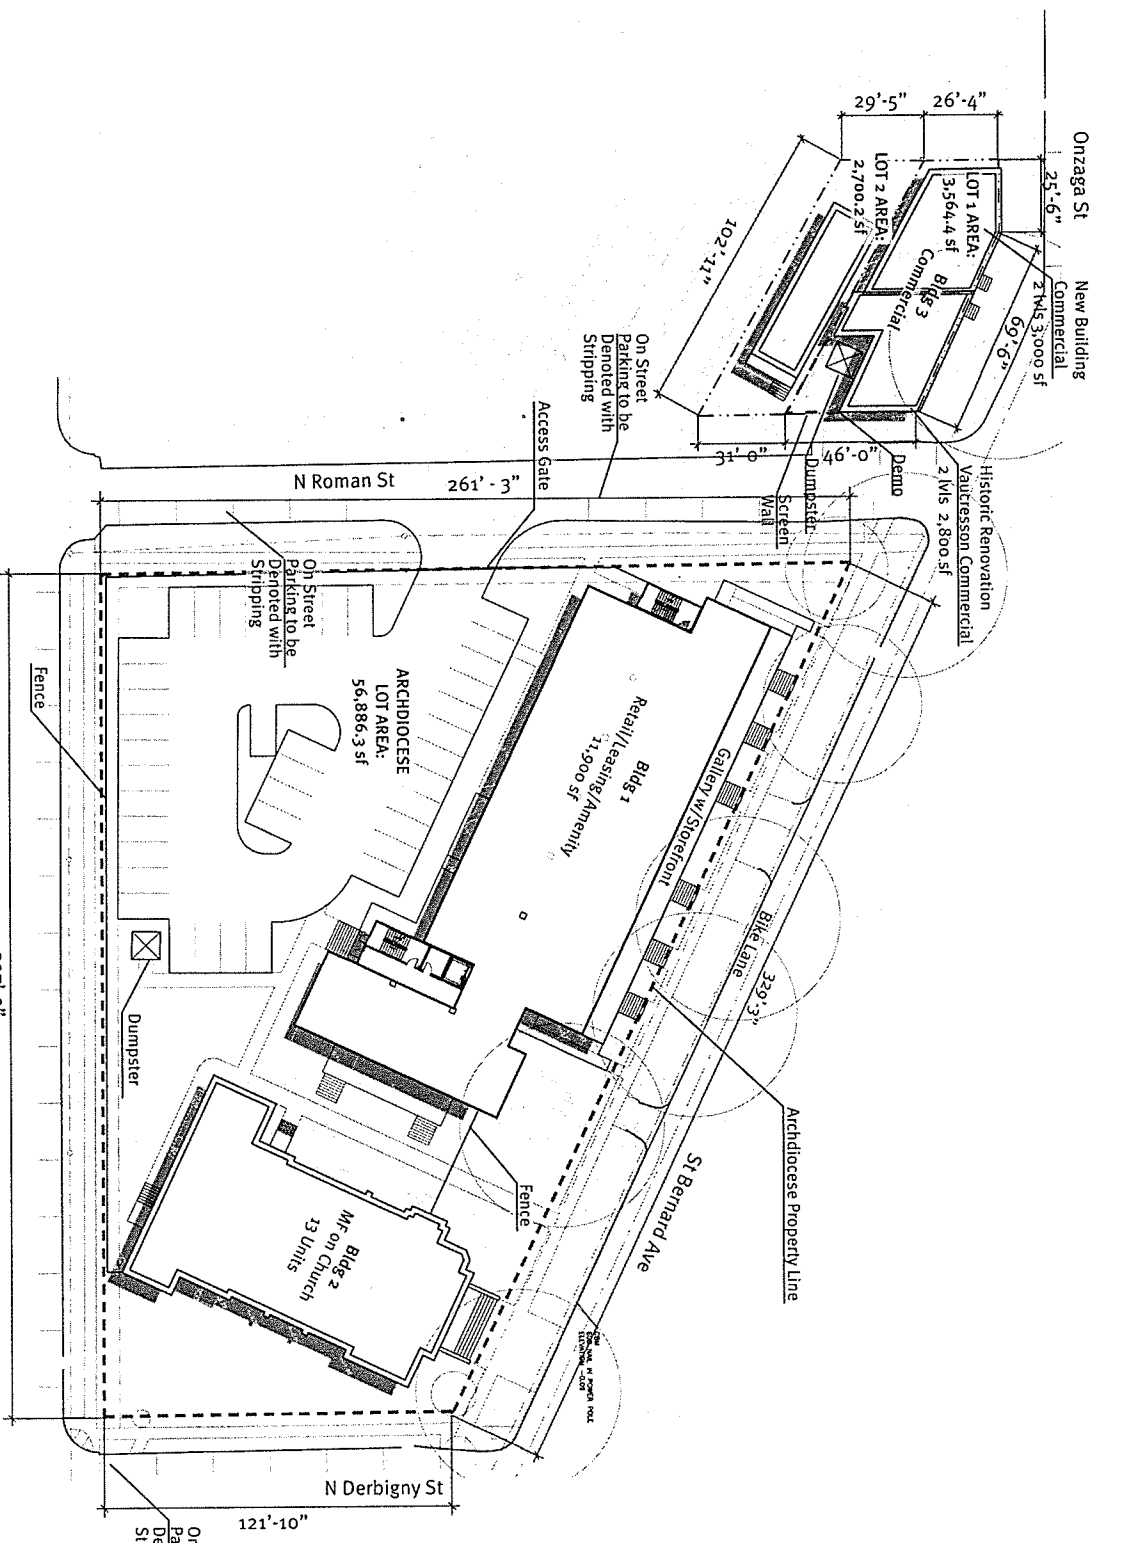 Onzaga St
29'-5"
26'-4"
25'-6"
LOT 1 AREA:
3,564.4 sf
LOT 2 AREA:
2,700.2 sf
Bldg 3
Commercial
New Building
Commercial
2 lvls 3,000 sf
69'-6"
102'-11"
31'-0"
46'-0"
Demo
Dumpster
Screen
Wall
Historic Renovation
Vautresson Commercial
2 lvls 2,800 sf
On Street
Parking to be
Denoted with
Stripping
Access Gate
N Roman St
261'-3"
On Street
Parking to be
Denoted with
Stripping
Fence
ARCHDIOCESE
LOT AREA:
56,886.3 sf
Bldg 1
Retail/Leasing/Amenity
11,900 sf
Gallery w/Storefront
Bike Lane
329'-3"
Archdiocese Property Line
St Bernard Ave
Dumpster
Fence
Bldg 2
MF on Church
13 Units
NAIL IN POWER POLE
ELEVATION
N Derbigny St
121'-10"